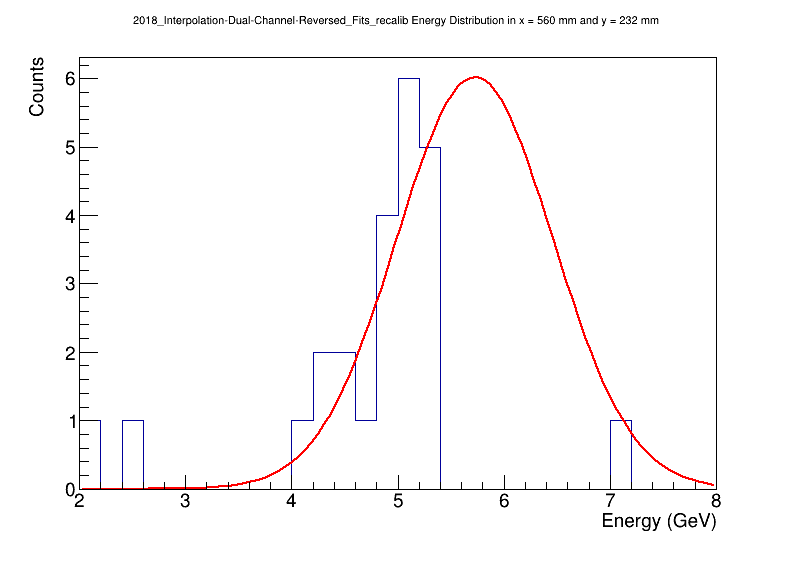 2018_Interpolation-Dual-Channel-Reversed_Fits_recalib Energy Distribution in x = 560 mm and y = 232 mm
Counts
6
5
4
3
2
1
0
2 3 4 5 6 7 8
Energy (GeV)